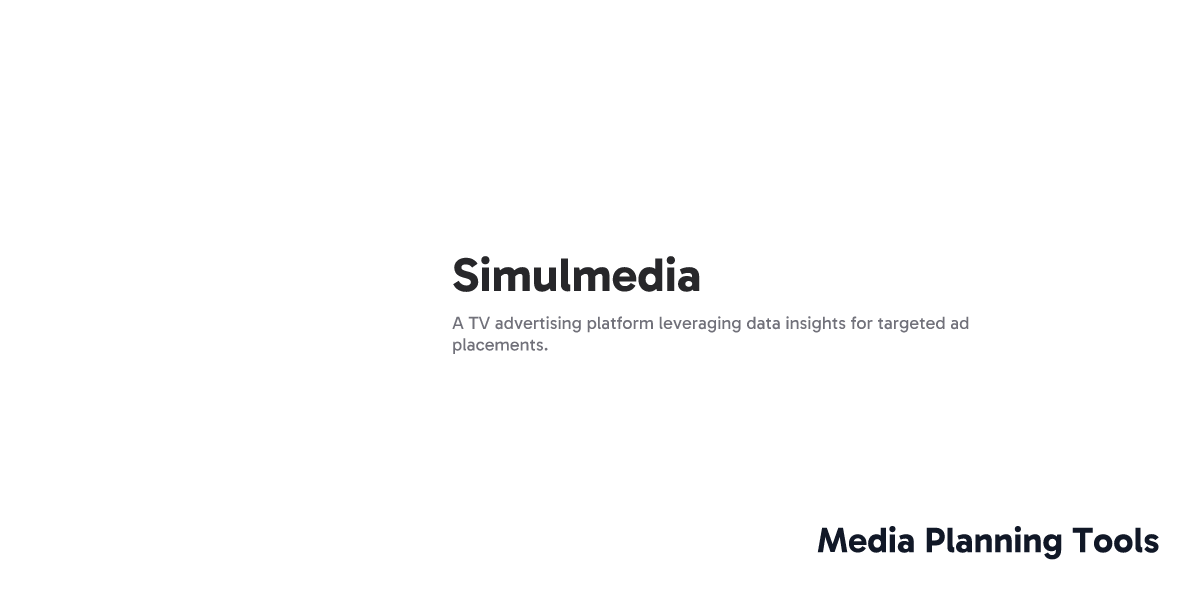 Simulmedia
A TV advertising platform leveraging data insights for targeted ad
placements.
Media Planning Tools